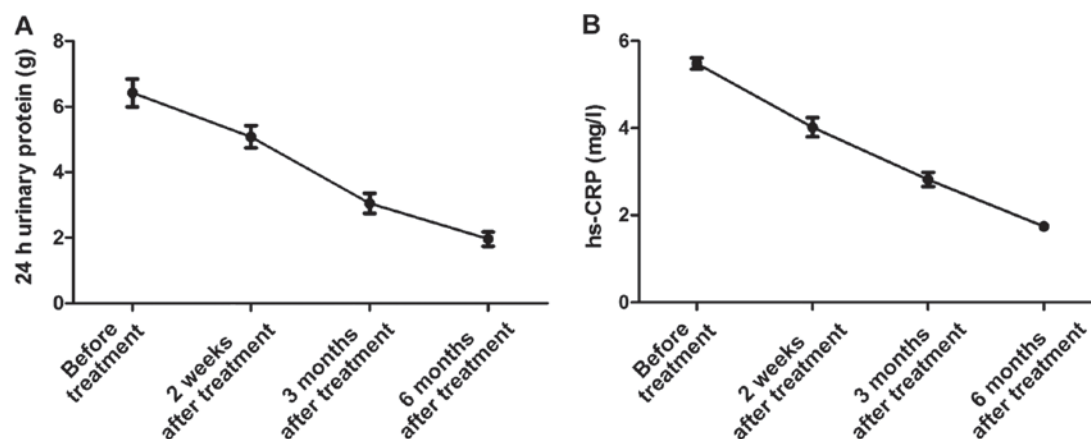 A
24 h urinary protein (g)
8
6
4
2
0
Before
treatment
2 weeks
after treatment
3 months
after treatment
6 months
after treatment
B
hs-CRP (mg/l)
6
4
2
0
Before
treatment
2 weeks
after treatment
3 months
after treatment
6 months
after treatment